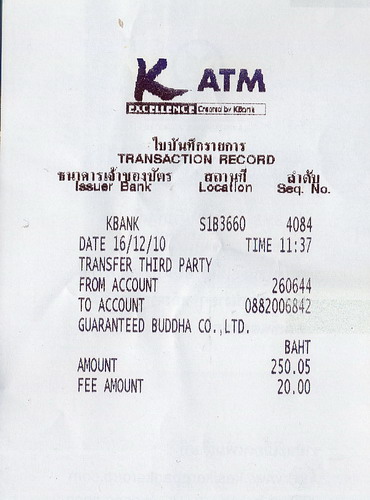 K ATM
EXCELLENCE Created by KBank
ใบบันทึกรายการ
TRANSACTION RECORD
ธนาคารเจ้าของบัตร สถานที่ ลำดับ
Issuer Bank Location Seq. No.
KBANK S1B3660 4084
DATE 16/12/10 TIME 11:37
TRANSFER THIRD PARTY
FROM ACCOUNT 260644
TO ACCOUNT 0882006842
GUARANTEED BUDDHA CO.,LTD.
BAHT
AMOUNT 250.05
FEE AMOUNT 20.00